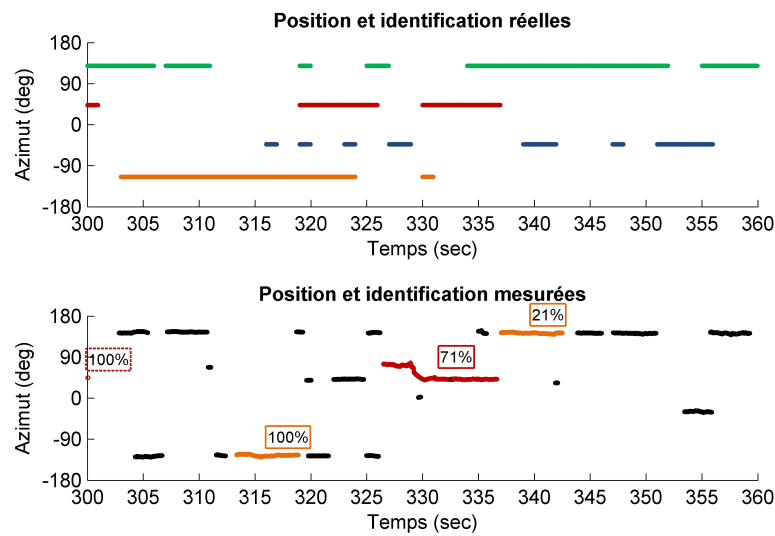 Position et identification réelles
180
90
0
-90
-180
Azimut (deg)
300 305 310 315 320 325 330 335 340 345 350 355 360
Temps (sec)
Position et identification mesurées
180
90
0
-90
-180
Azimut (deg)
100%
100%
71%
21%
300 305 310 315 320 325 330 335 340 345 350 355 360
Temps (sec)